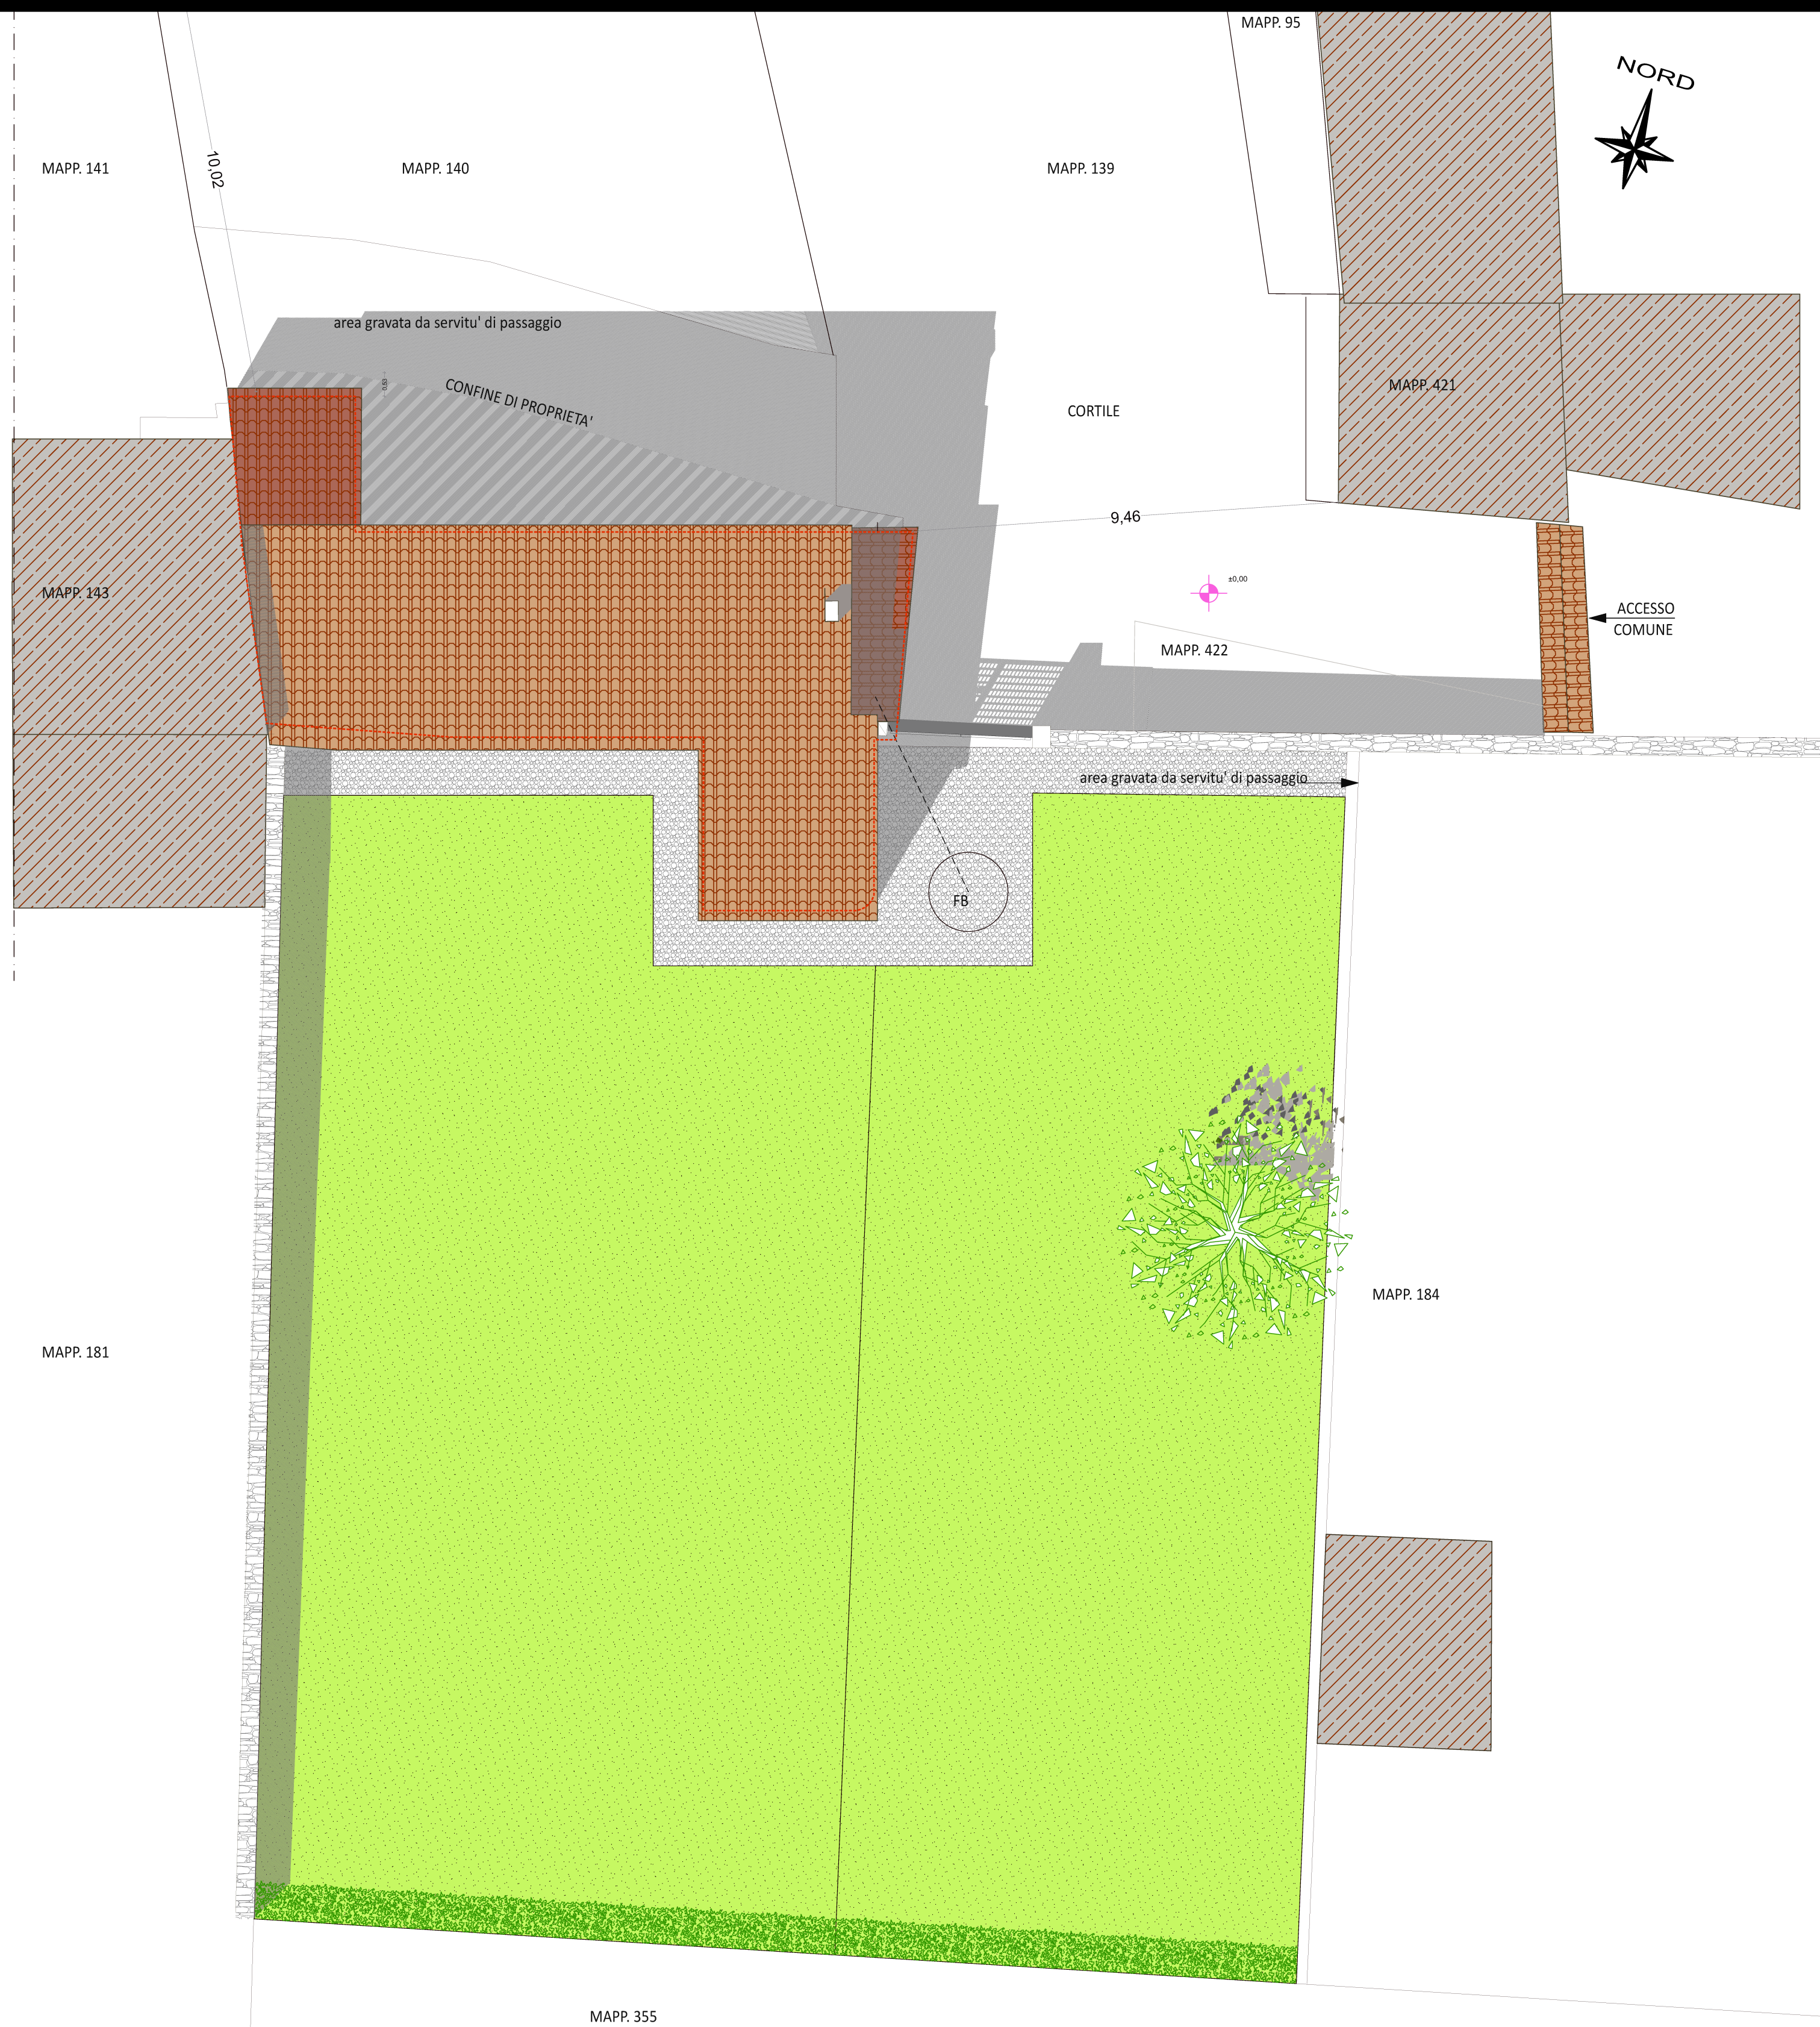 MAPP. 95
NORD
MAPP. 141
10,02
MAPP. 140
MAPP. 139
area gravata da servitu' di passaggio
0,53
CONFINE DI PROPRIETA'
CORTILE
MAPP. 421
9,46
MAPP. 143
±0,00
ACCESSO
COMUNE
MAPP. 422
area gravata da servitu' di passaggio
FB
MAPP. 184
MAPP. 181
MAPP. 355